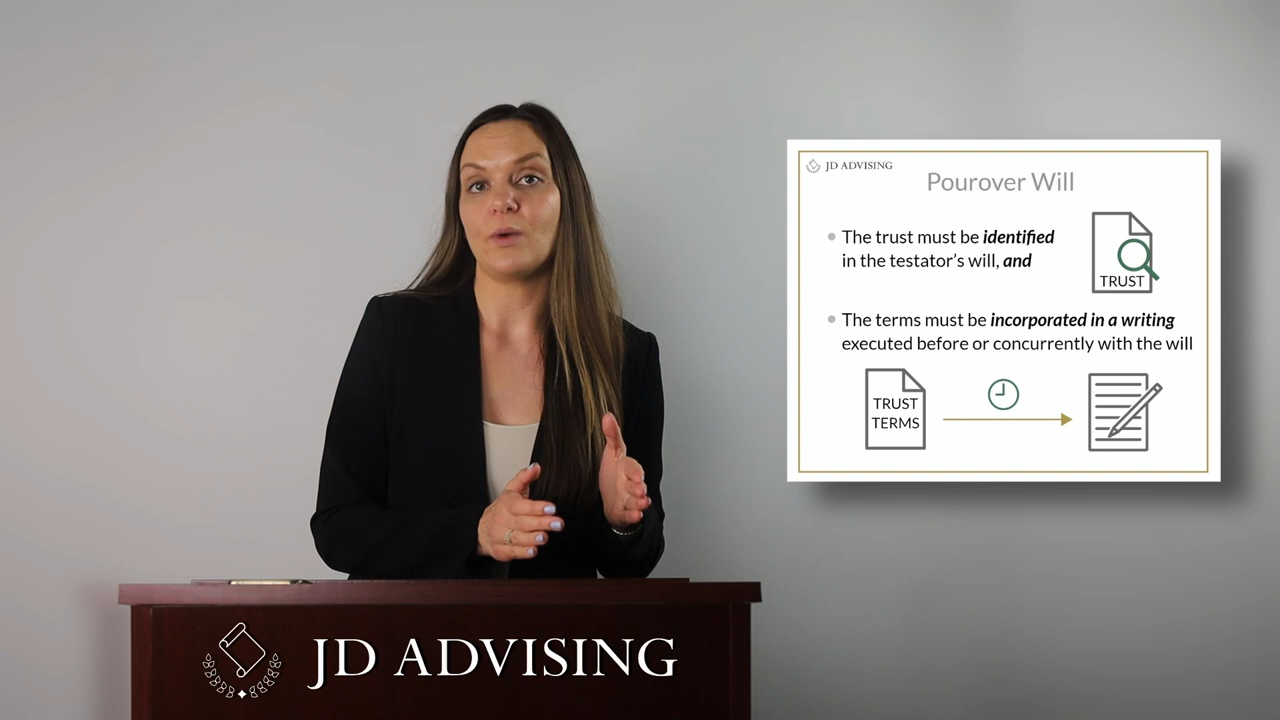 JD ADVISING
Pourover Will
The trust must be identified
in the testator's will, and
TRUST
The terms must be incorporated in a writing
executed before or concurrently with the will
TRUST
TERMS
JD ADVISING